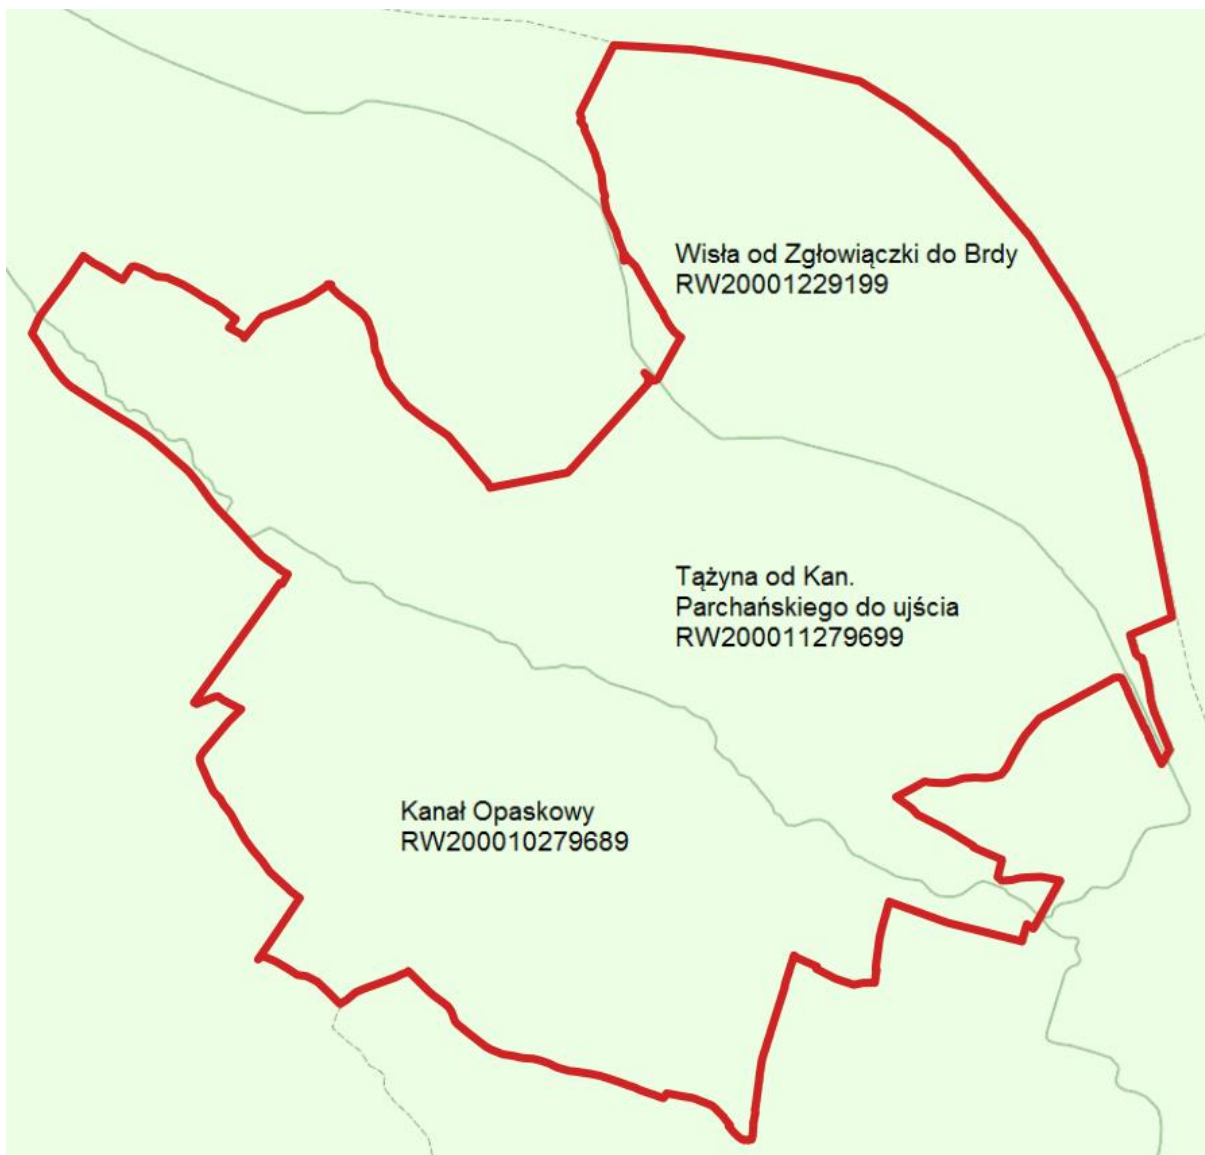 Wisła od Zgłowiączki do Brdy
RW20001229199
Tążyna od Kan.
Parchańskiego do ujścia
RW200011279699
Kanał Opaskowy
RW200010279689